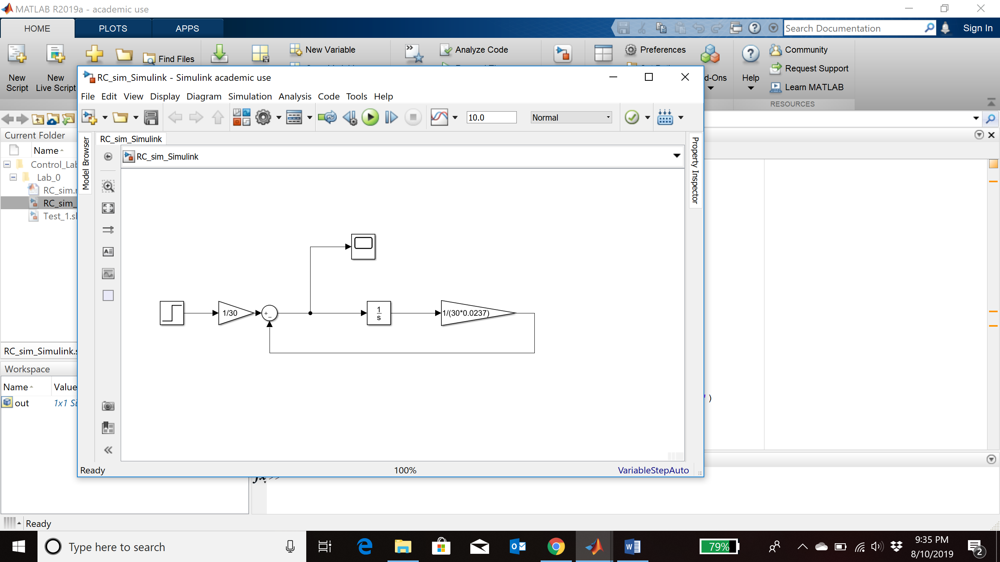 MATLAB R2019a - academic use
HOME
PLOTS
APPS
Search Documentation
Sign In
New Script
New Live Script
Find Files
New Variable
Analyze Code
Preferences
Help
Community
Request Support
Learn MATLAB
RESOURCES
RC_sim_Simulink - Simulink academic use
File Edit View Display Diagram Simulation Analysis Code Tools Help
10.0
Normal
Current Folder
Name
Control_Lab
Lab_0
RC_sim.
RC_sim_
Test_1.sl
Model Browser
RC_sim_Simulink
RC_sim_Simulink
Property Inspector
1/30
+
−
1
s
1/(30*0.0237)
RC_sim_Simulink.s
Workspace
Name
Value
out
1x1 Si
' )
Ready
100%
VariableStepAuto
fx >>
Ready
Type here to search
79%
9:35 PM
8/10/2019
2